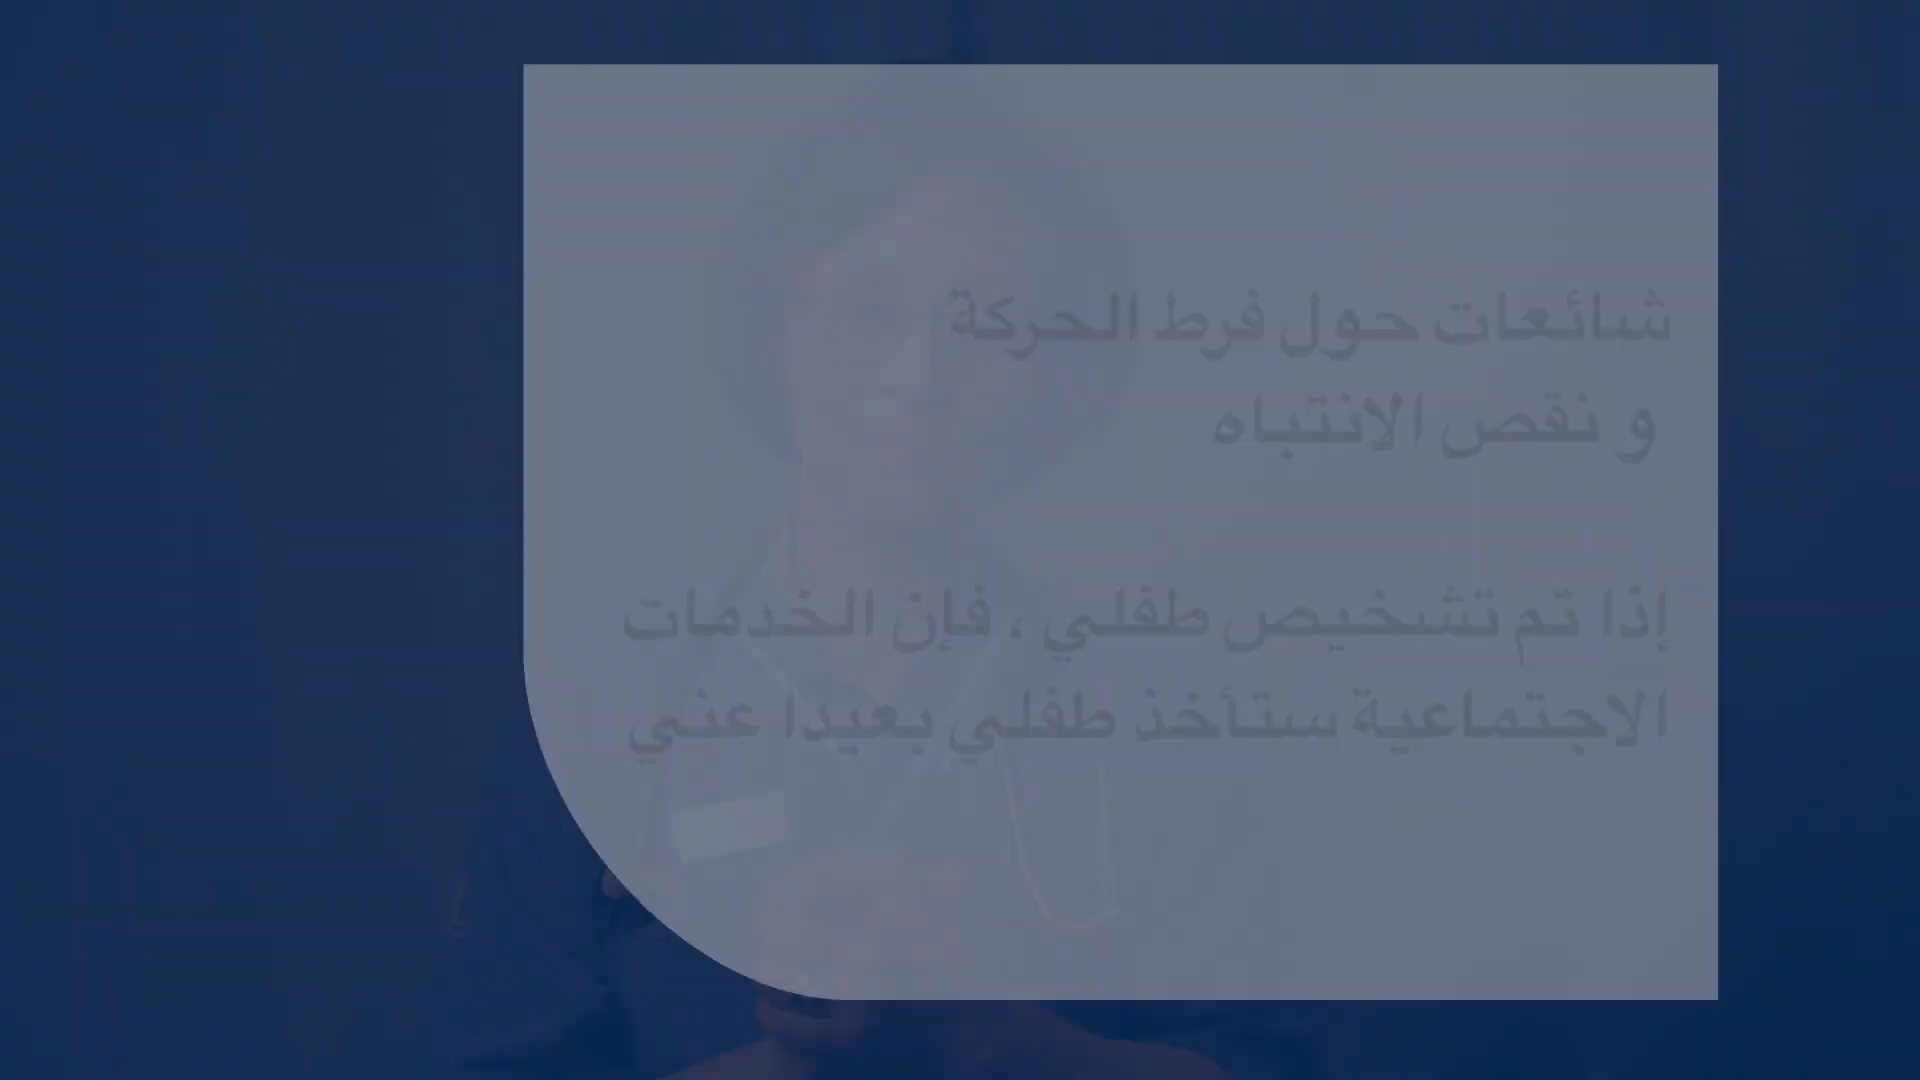 شائعات حول فرط الحركة
و نقص الانتباه
إذا تم تشخيص طفلي ، فإن الخدمات
الاجتماعية ستأخذ طفلي بعيدا عني